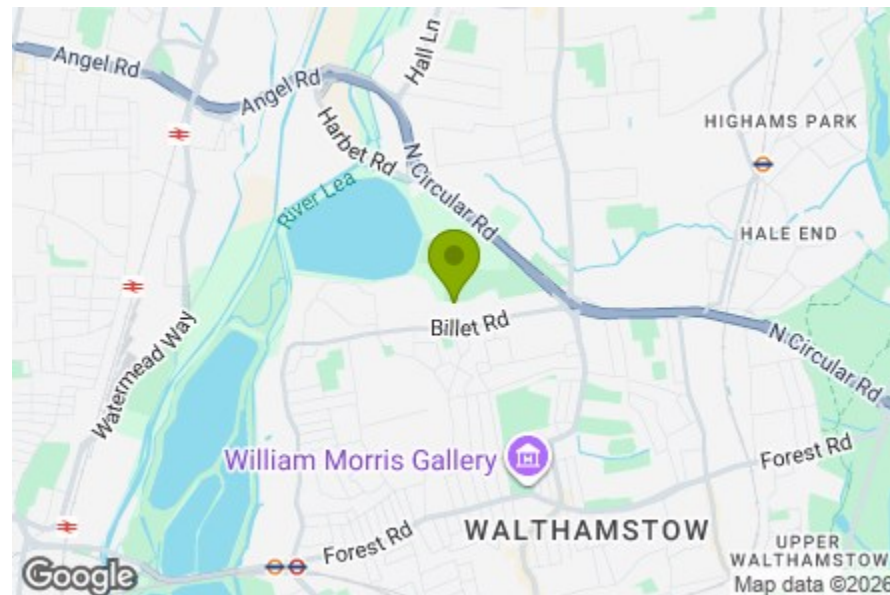 Angel Rd
Angel Rd
Hall Ln
Harbet Rd
HIGHAMS PARK
N Circular Rd
River Lea
HALE END
Watermead Way
Billet Rd
N Circular Rd
William Morris Gallery
Forest Rd
WALTHAMSTOW
Forest Rd
UPPER
WALTHAMSTOW
Google
Map data ©2026